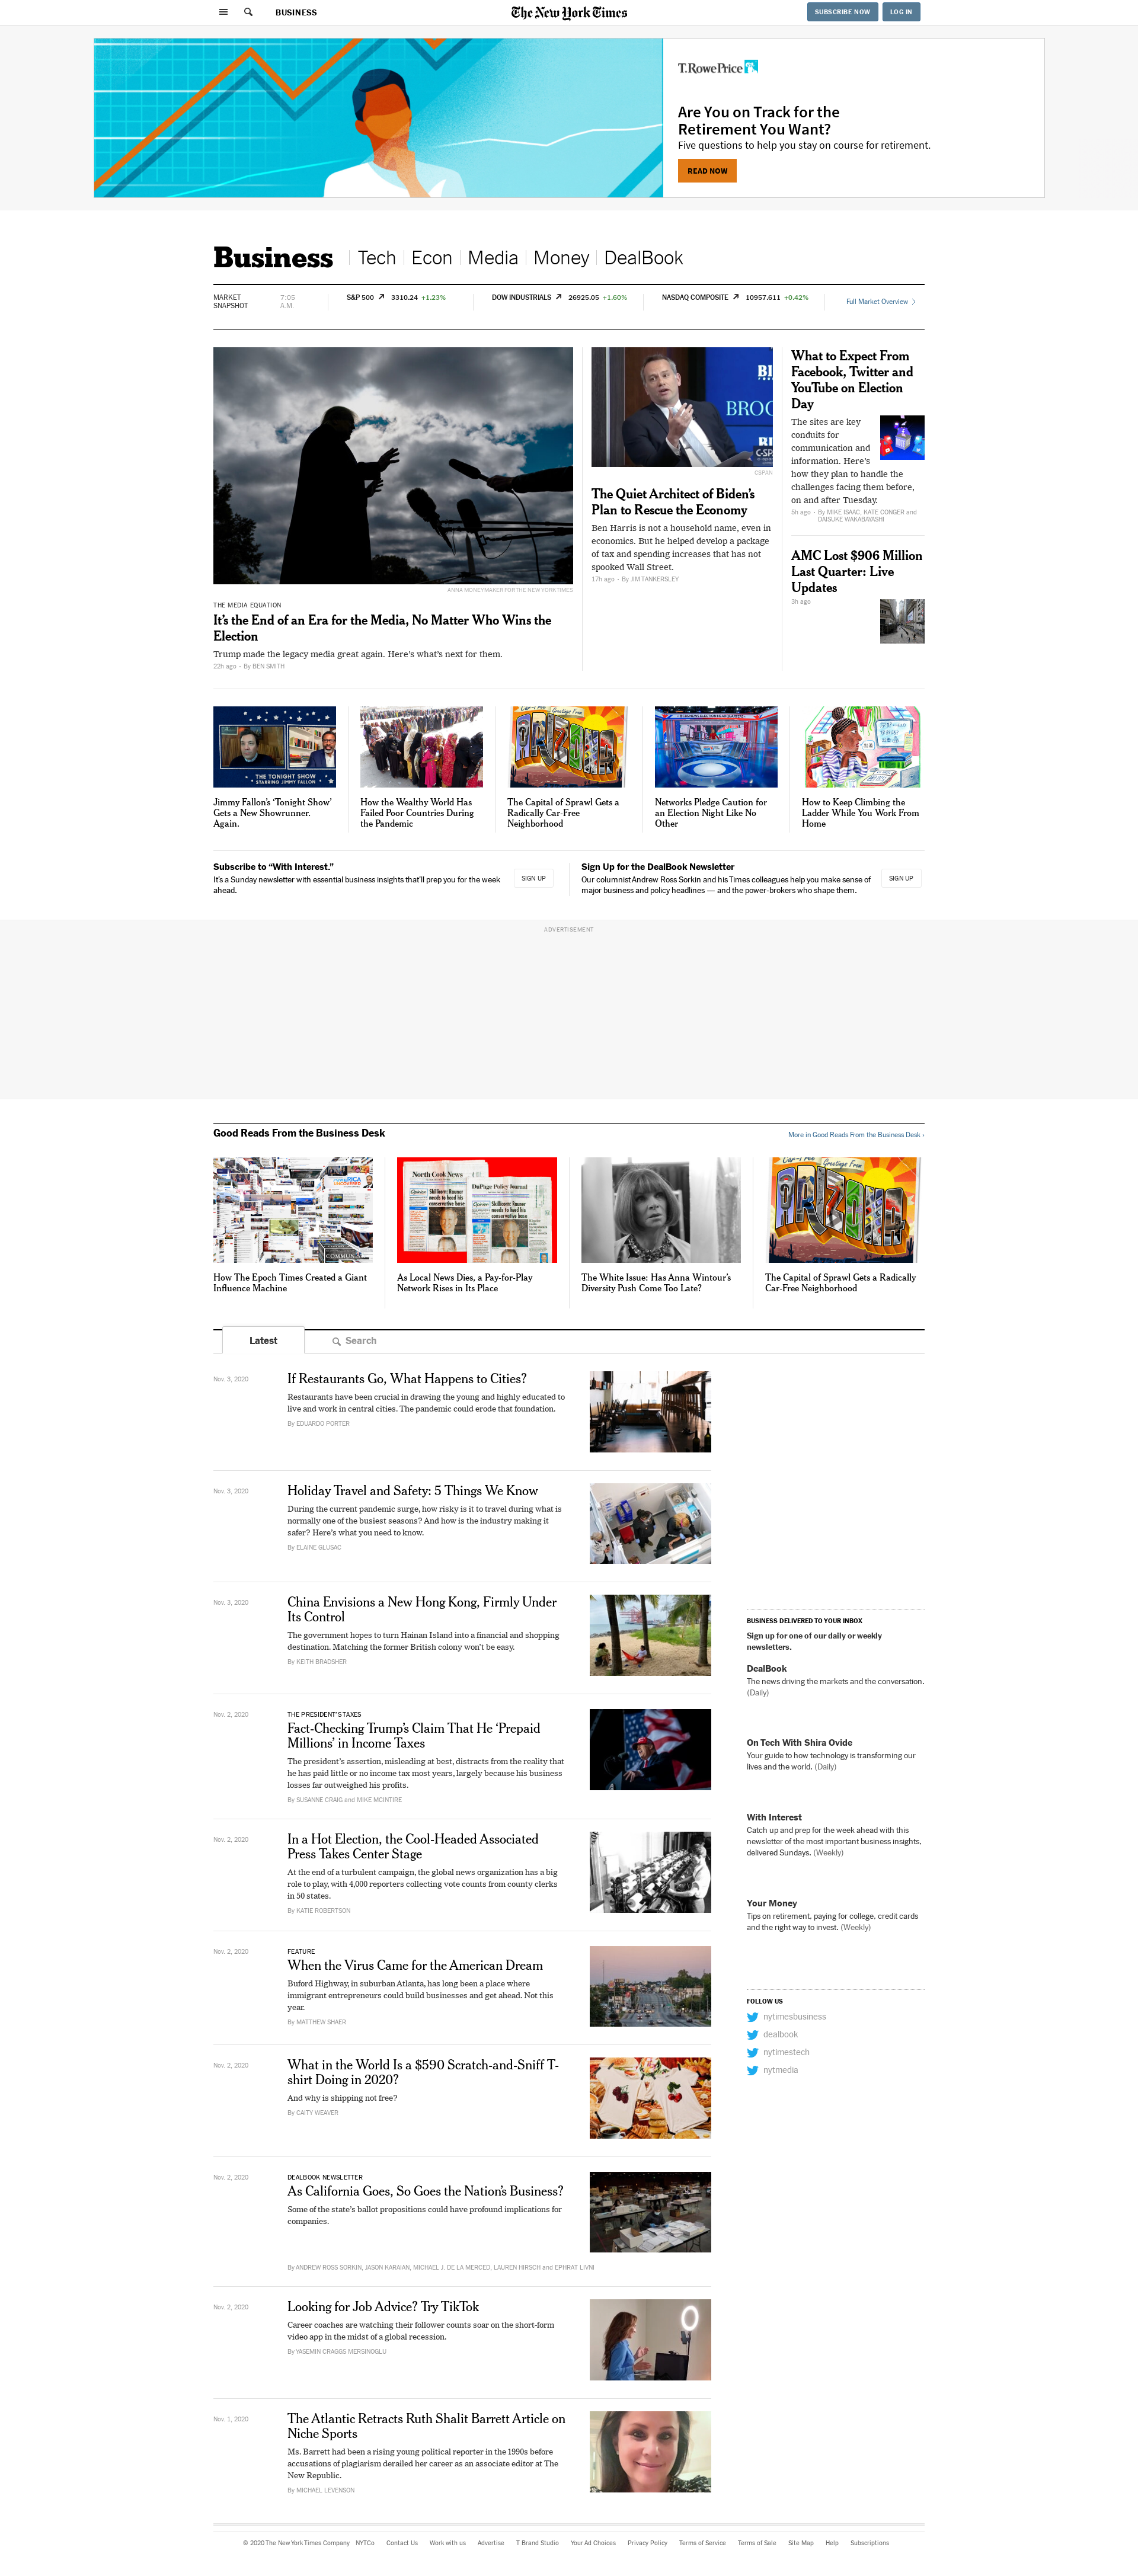 BUSINESS
The New York Times
SUBSCRIBE NOW
LOG IN
T.RowePrice
Are You on Track for the
Retirement You Want?
Five questions to help you stay on course for retirement.
READ NOW
Business
Tech
Econ
Media
Money
DealBook
MARKET
SNAPSHOT
7:05
A.M.
S&P 500 3310.24 +1.23%
DOW INDUSTRIALS 26925.05 +1.60%
NASDAQ COMPOSITE 10957.611 +0.42%
Full Market Overview
ANNA MONEYMAKER FOR THE NEW YORK TIMES
THE MEDIA EQUATION
It’s the End of an Era for the Media, No Matter Who Wins the
Election
Trump made the legacy media great again. Here’s what’s next for them.
22h ago - By BEN SMITH
CSPAN
The Quiet Architect of Biden’s
Plan to Rescue the Economy
Ben Harris is not a household name, even in
economics. But he helped develop a package
of tax and spending increases that has not
spooked Wall Street.
17h ago - By JIM TANKERSLEY
What to Expect From
Facebook, Twitter and
YouTube on Election
Day
The sites are key
conduits for
communication and
information. Here’s
how they plan to handle the
challenges facing them before,
on and after Tuesday.
5h ago - By MIKE ISAAC, KATE CONGER and
DAISUKE WAKABAYASHI
AMC Lost $906 Million
Last Quarter: Live
Updates
3h ago
THE TONIGHT SHOW
STARRING JIMMY FALLON
Jimmy Fallon’s ‘Tonight Show’
Gets a New Showrunner.
Again.
How the Wealthy World Has
Failed Poor Countries During
the Pandemic
Greetings From
ARIZONA
The Capital of Sprawl Gets a
Radically Car-Free
Neighborhood
Networks Pledge Caution for
an Election Night Like No
Other
How to Keep Climbing the
Ladder While You Work From
Home
Subscribe to “With Interest.”
It’s a Sunday newsletter with essential business insights that’ll prep you for the week
ahead.
SIGN UP
Sign Up for the DealBook Newsletter
Our columnist Andrew Ross Sorkin and his Times colleagues help you make sense of
major business and policy headlines — and the power-brokers who shape them.
SIGN UP
ADVERTISEMENT
Good Reads From the Business Desk
More in Good Reads From the Business Desk ›
How The Epoch Times Created a Giant
Influence Machine
North Cook News
DuPage Policy Journal
As Local News Dies, a Pay-for-Play
Network Rises in Its Place
The White Issue: Has Anna Wintour’s
Diversity Push Come Too Late?
Greetings From
ARIZONA
The Capital of Sprawl Gets a Radically
Car-Free Neighborhood
Latest
Search
Nov. 3, 2020
If Restaurants Go, What Happens to Cities?
Restaurants have been crucial in drawing the young and highly educated to
live and work in central cities. The pandemic could erode that foundation.
By EDUARDO PORTER
Nov. 3, 2020
Holiday Travel and Safety: 5 Things We Know
During the current pandemic surge, how risky is it to travel during what is
normally one of the busiest seasons? And how is the industry making it
safer? Here’s what you need to know.
By ELAINE GLUSAC
Nov. 3, 2020
China Envisions a New Hong Kong, Firmly Under
Its Control
The government hopes to turn Hainan Island into a financial and shopping
destination. Matching the former British colony won’t be easy.
By KEITH BRADSHER
Nov. 2, 2020
THE PRESIDENT’S TAXES
Fact-Checking Trump’s Claim That He ‘Prepaid
Millions’ in Income Taxes
The president’s assertion, misleading at best, distracts from the reality that
he has paid little or no income tax most years, largely because his business
losses far outweighed his profits.
By SUSANNE CRAIG and MIKE MCINTIRE
Nov. 2, 2020
In a Hot Election, the Cool-Headed Associated
Press Takes Center Stage
At the end of a turbulent campaign, the global news organization has a big
role to play, with 4,000 reporters collecting vote counts from county clerks
in 50 states.
By KATIE ROBERTSON
Nov. 2, 2020
FEATURE
When the Virus Came for the American Dream
Buford Highway, in suburban Atlanta, has long been a place where
immigrant entrepreneurs could build businesses and get ahead. Not this
year.
By MATTHEW SHAER
Nov. 2, 2020
What in the World Is a $590 Scratch-and-Sniff T-
shirt Doing in 2020?
And why is shipping not free?
By CAITY WEAVER
Nov. 2, 2020
DEALBOOK NEWSLETTER
As California Goes, So Goes the Nation’s Business?
Some of the state’s ballot propositions could have profound implications for
companies.
By ANDREW ROSS SORKIN, JASON KARAIAN, MICHAEL J. DE LA MERCED, LAUREN HIRSCH and EPHRAT LIVNI
Nov. 2, 2020
Looking for Job Advice? Try TikTok
Career coaches are watching their follower counts soar on the short-form
video app in the midst of a global recession.
By YASEMIN CRAGGS MERSINOGLU
Nov. 1, 2020
The Atlantic Retracts Ruth Shalit Barrett Article on
Niche Sports
Ms. Barrett had been a rising young political reporter in the 1990s before
accusations of plagiarism derailed her career as an associate editor at The
New Republic.
By MICHAEL LEVENSON
BUSINESS DELIVERED TO YOUR INBOX
Sign up for one of our daily or weekly
newsletters.
DealBook
The news driving the markets and the conversation.
(Daily)
On Tech With Shira Ovide
Your guide to how technology is transforming our
lives and the world. (Daily)
With Interest
Catch up and prep for the week ahead with this
newsletter of the most important business insights,
delivered Sundays. (Weekly)
Your Money
Tips on retirement, paying for college, credit cards
and the right way to invest. (Weekly)
FOLLOW US
nytimesbusiness
dealbook
nytimestech
nytmedia
© 2020 The New York Times Company NYTCo Contact Us Work with us Advertise T Brand Studio Your Ad Choices Privacy Policy Terms of Service Terms of Sale Site Map Help Subscriptions